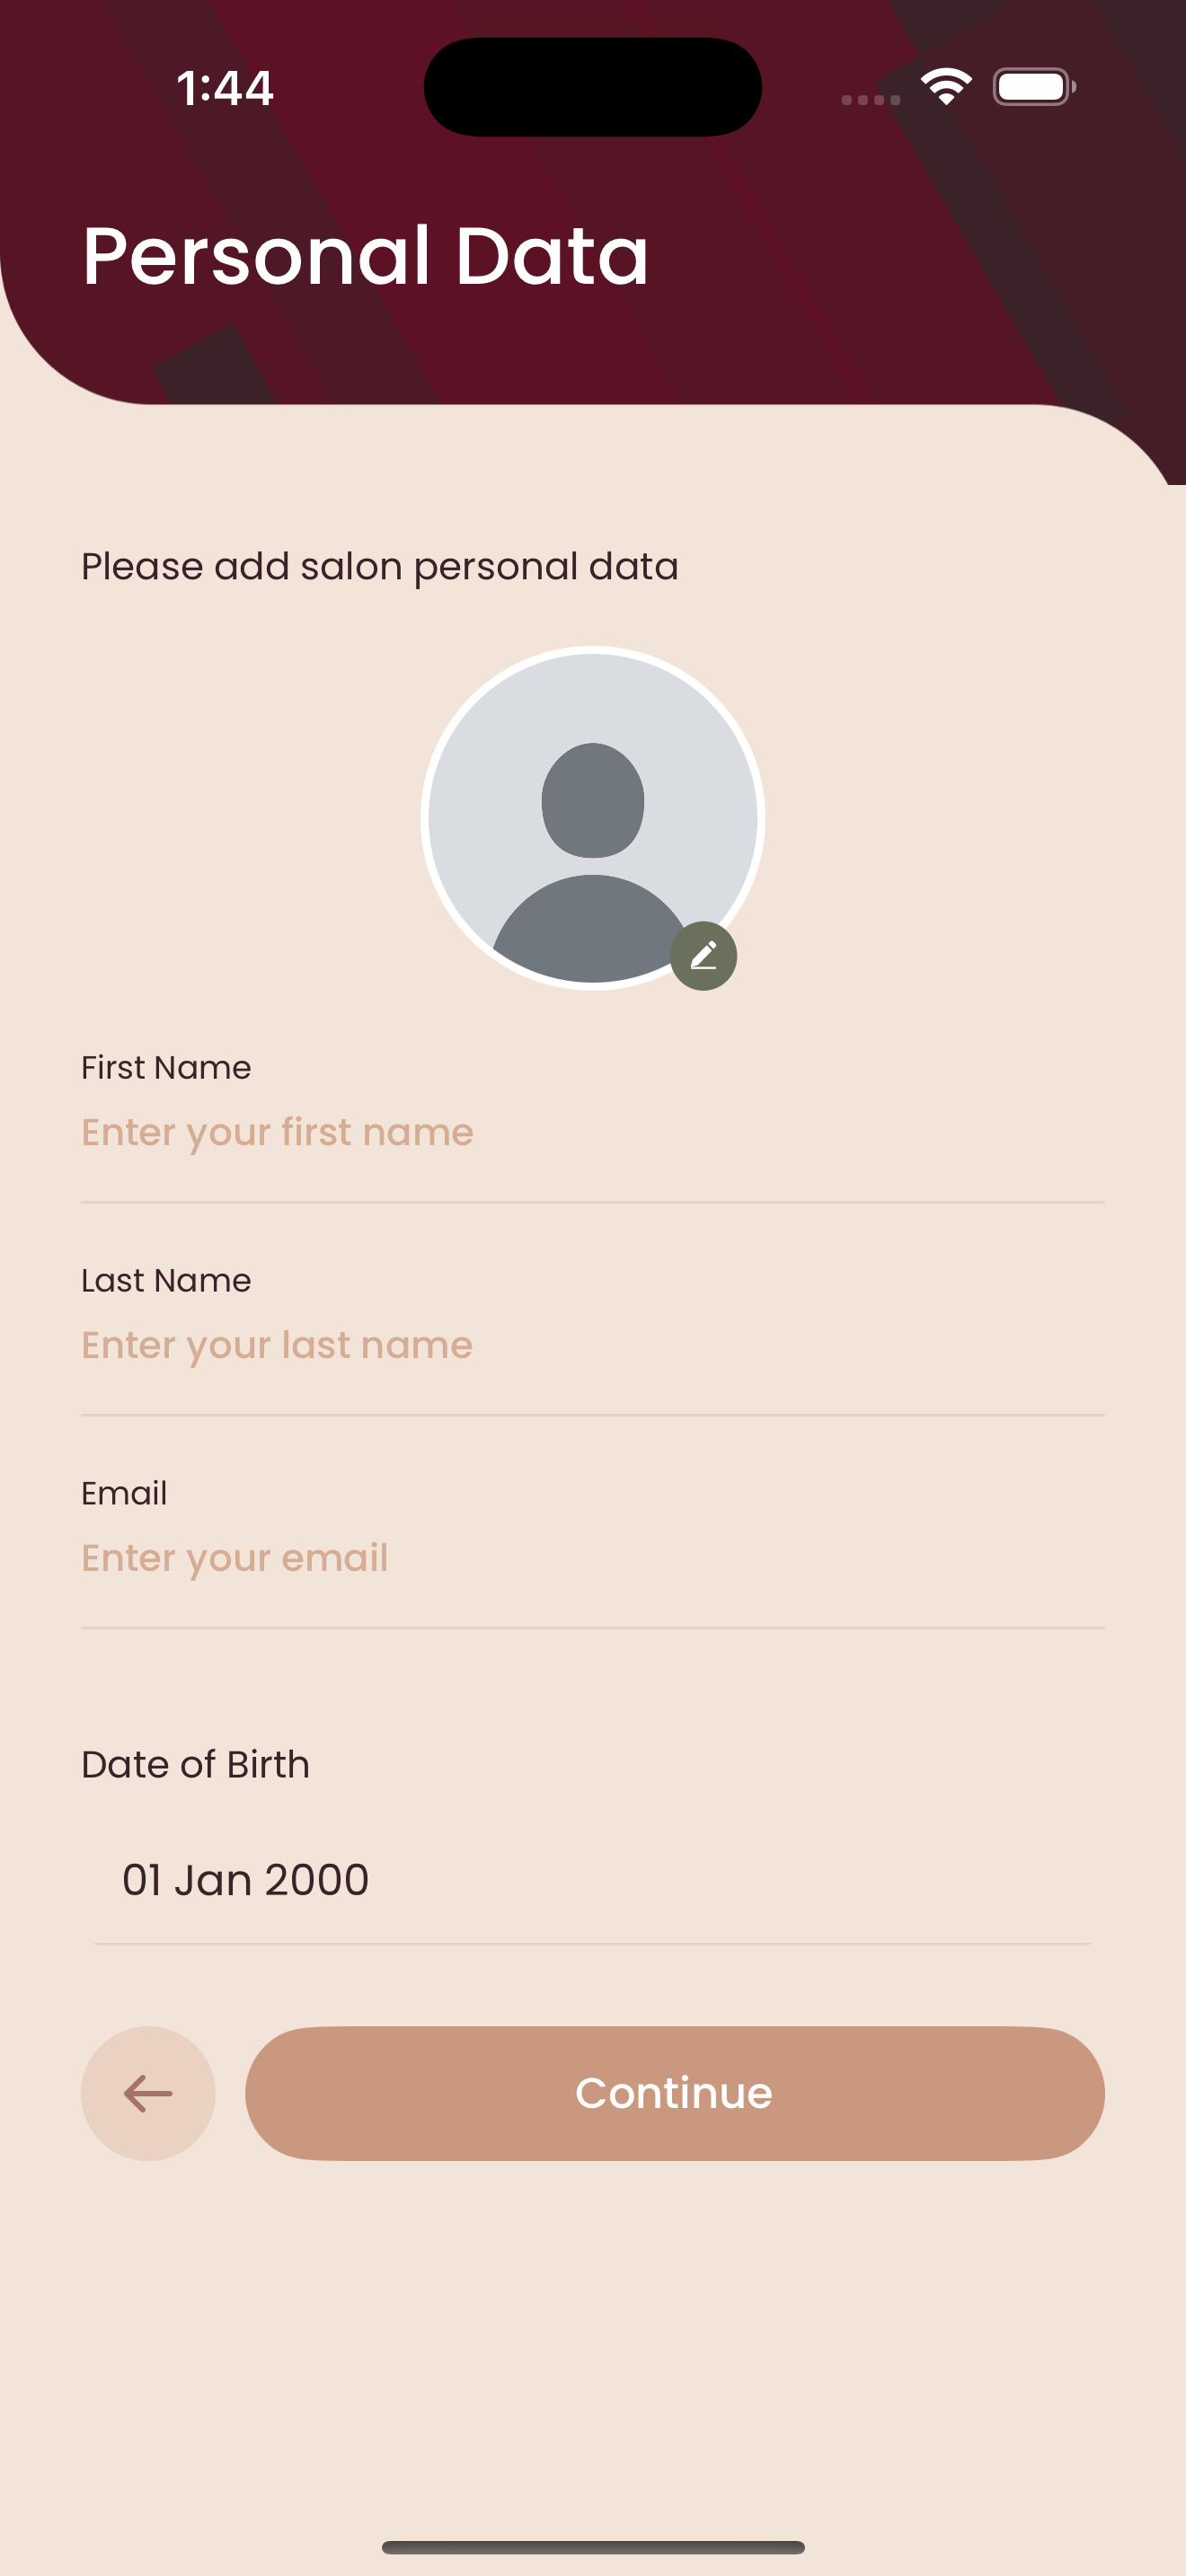 1:44
Personal Data
Please add salon personal data
First Name
Enter your first name
Last Name
Enter your last name
Email
Enter your email
Date of Birth
01 Jan 2000
Continue